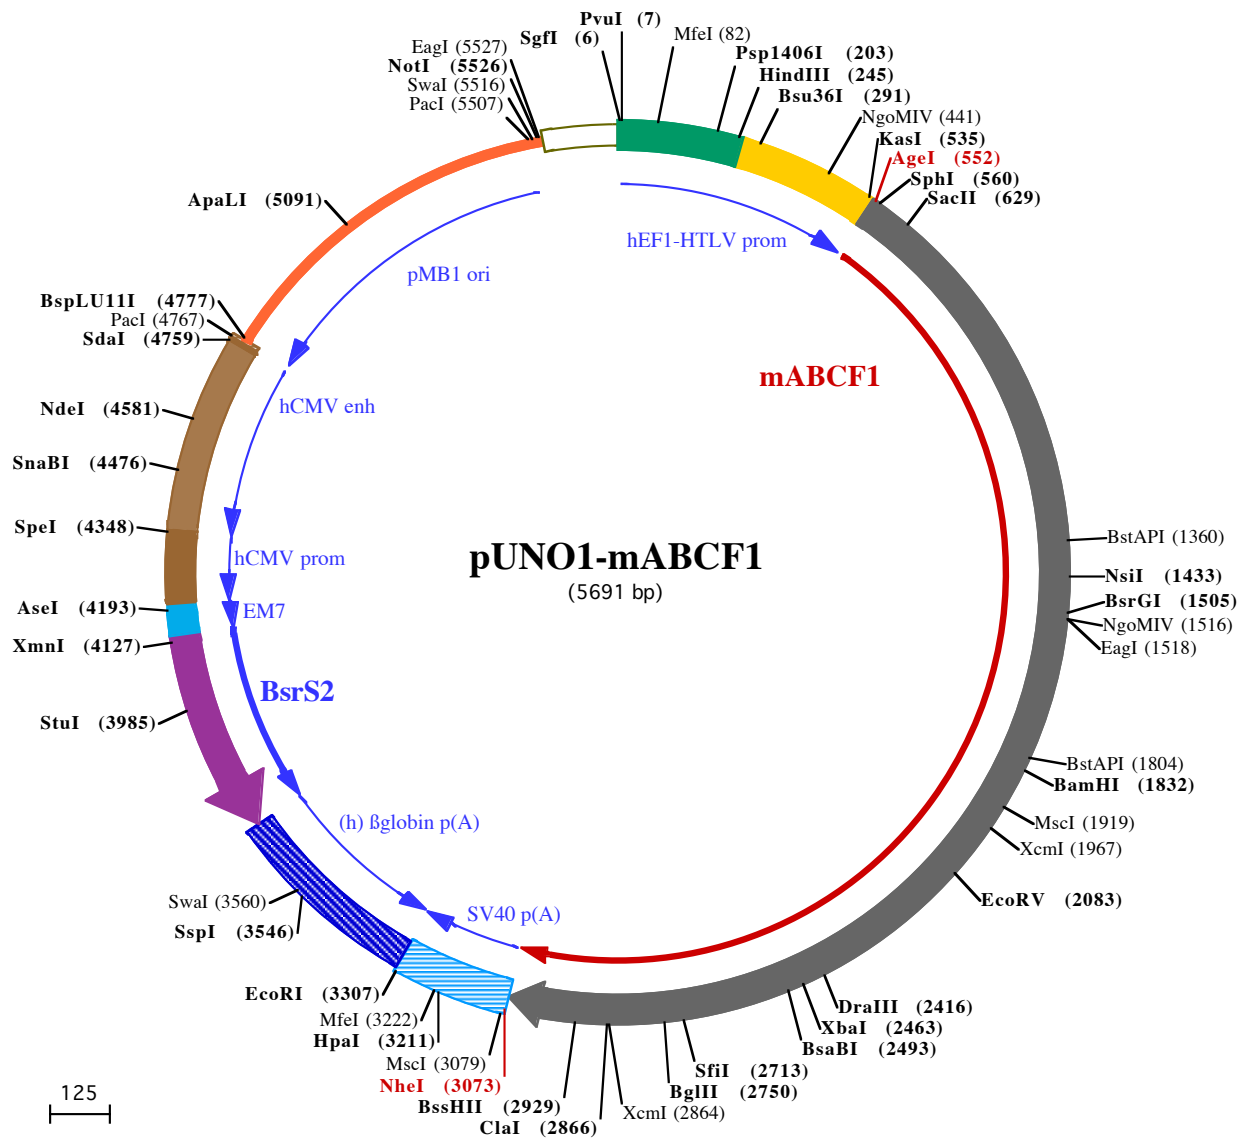 PvuI (7)
SgfI (6)
MfeI (82)
Psp1406I (203)
HindIII (245)
Bsu36I (291)
NgoMIV (441)
KasI (535)
AgeI (552)
SphI (560)
SacII (629)
EagI (5527)
NotI (5526)
SwaI (5516)
PacI (5507)
ApaLI (5091)
hEF1-HTLV prom
pMB1 ori
BspLU11I (4777)
PacI (4767)
SdaI (4759)
mABCF1
NdeI (4581)
hCMV enh
SnaBI (4476)
SpeI (4348)
hCMV prom
pUNO1-mABCF1
(5691 bp)
BstAPI (1360)
NsiI (1433)
BsrGI (1505)
NgoMIV (1516)
EagI (1518)
AseI (4193)
EM7
XmnI (4127)
BsrS2
StuI (3985)
BstAPI (1804)
BamHI (1832)
MscI (1919)
XcmI (1967)
EcoRV (2083)
(h) ßglobin p(A)
SwaI (3560)
SspI (3546)
SV40 p(A)
EcoRI (3307)
MfeI (3222)
HpaI (3211)
MscI (3079)
NheI (3073)
BssHII (2929)
ClaI (2866)
XcmI (2864)
BglII (2750)
SfiI (2713)
BsaBI (2493)
XbaI (2463)
DraIII (2416)
125